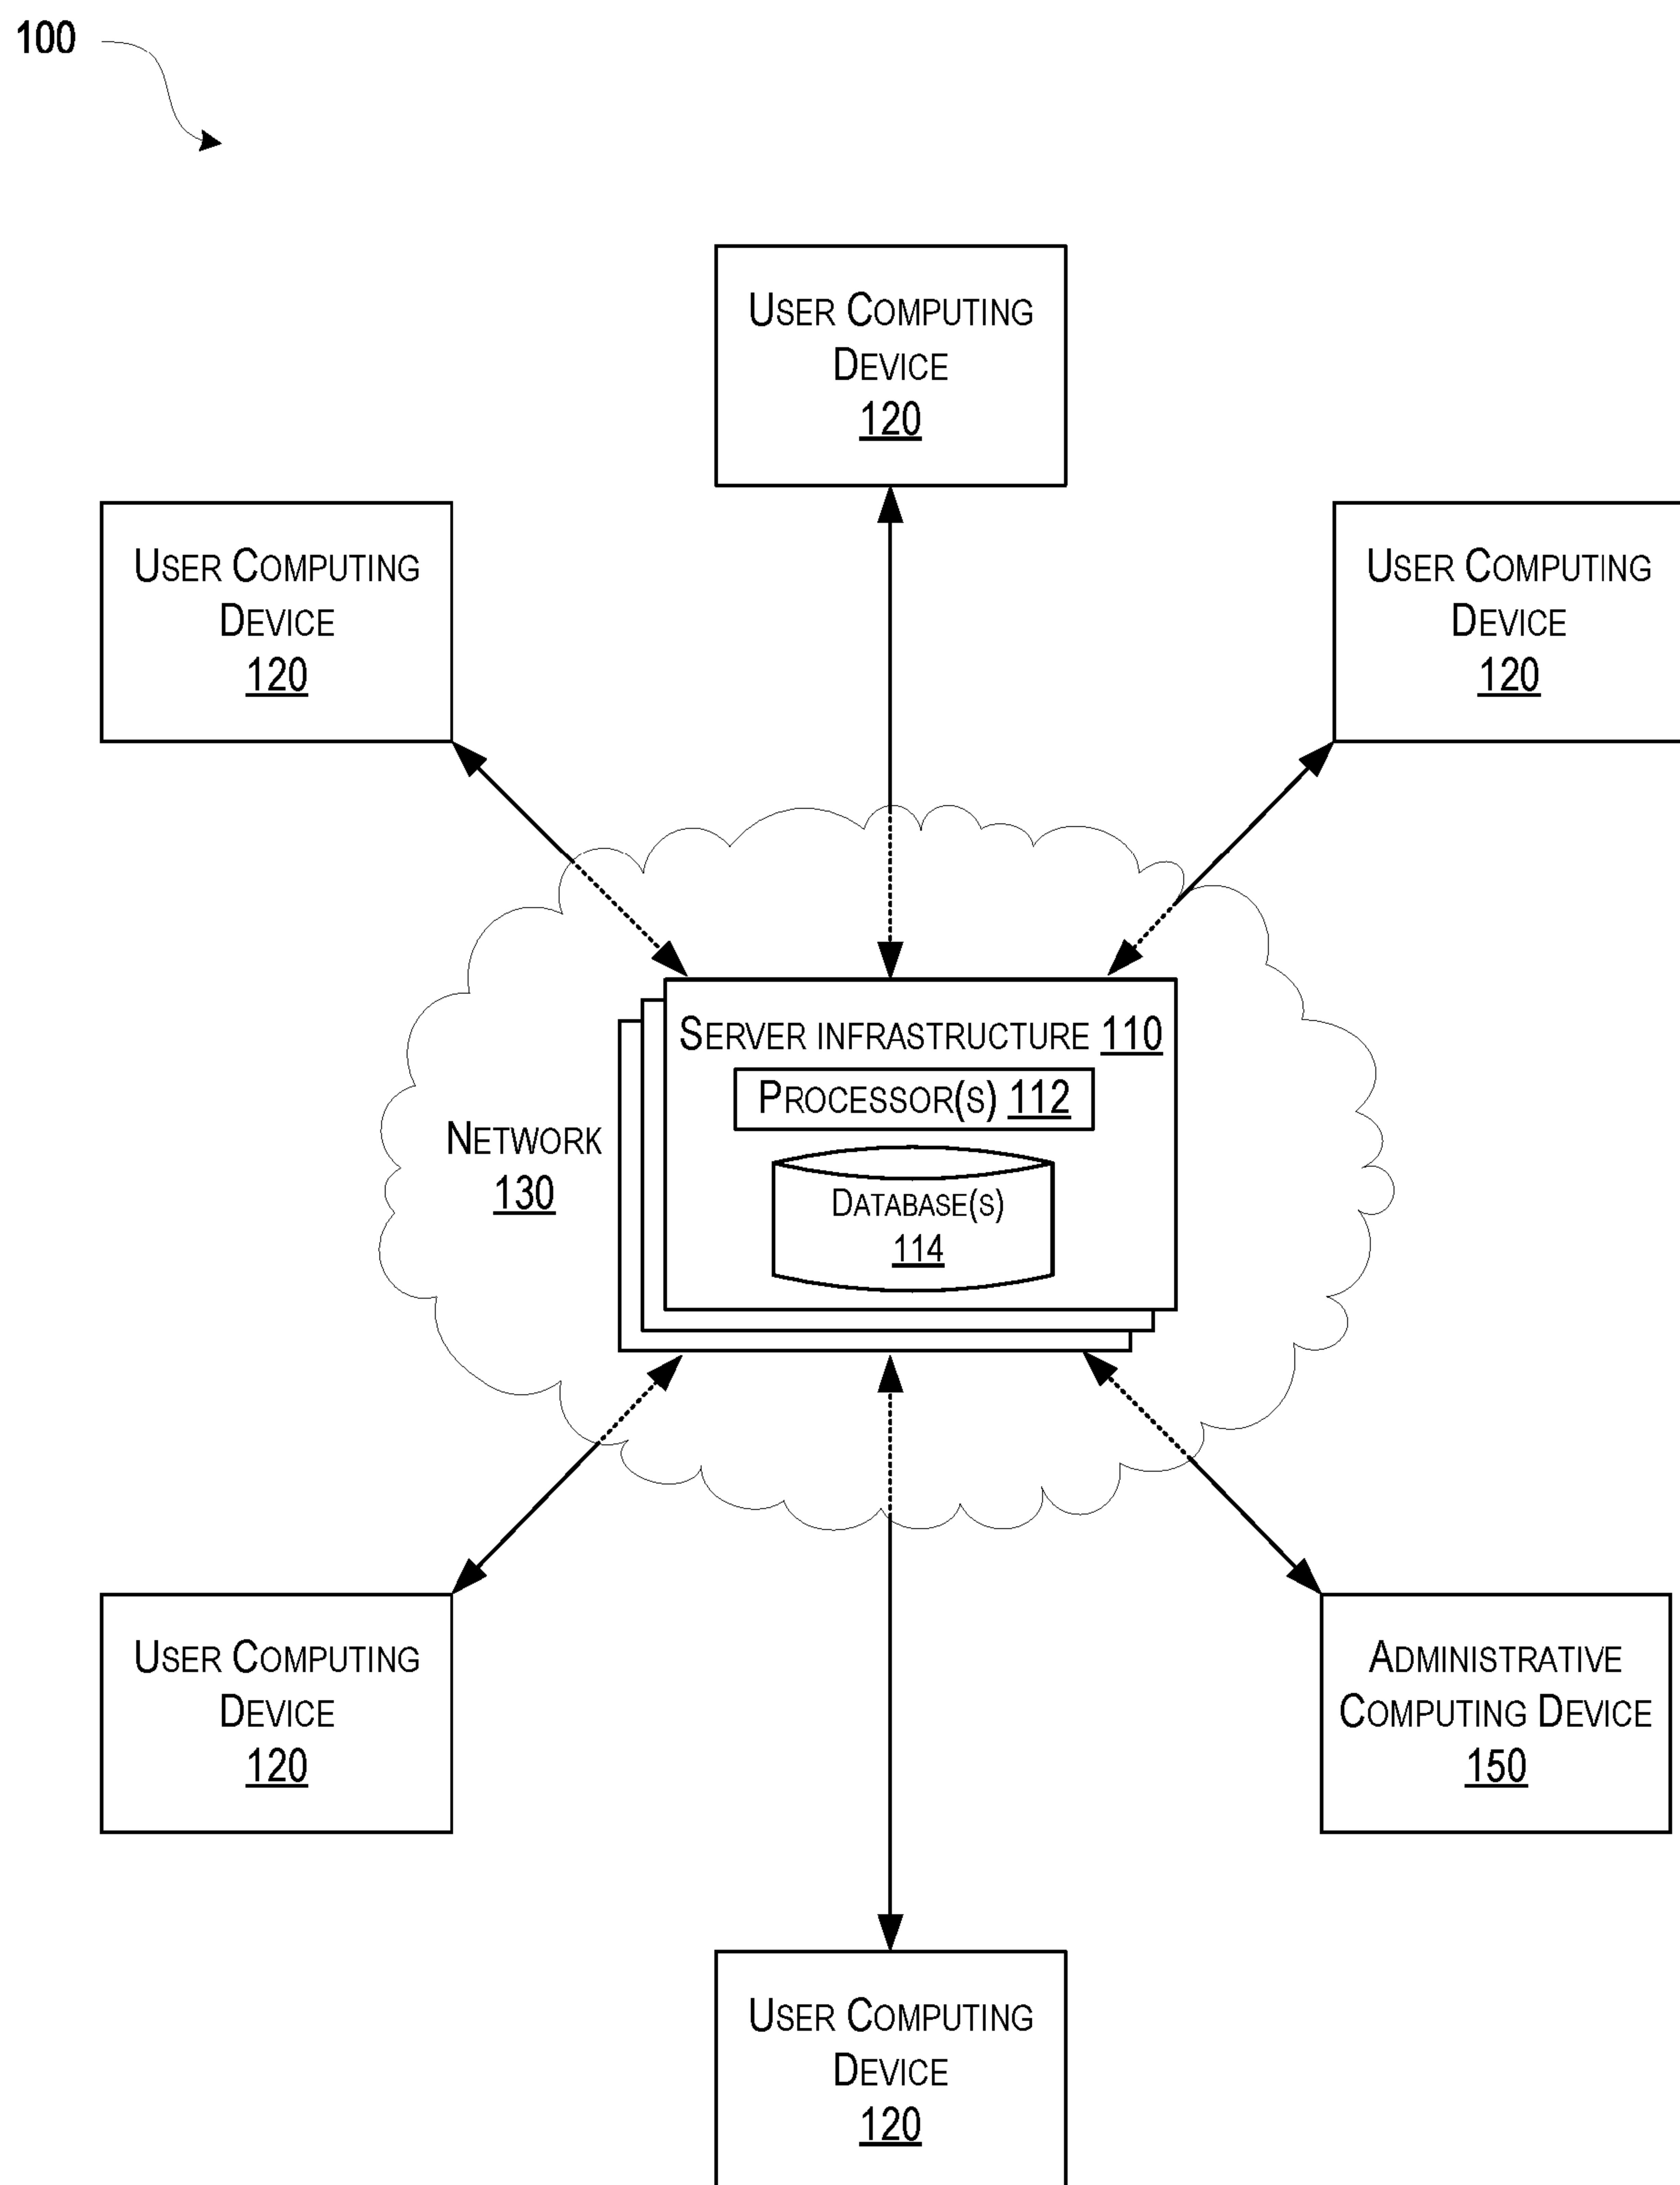 100
USER COMPUTING
DEVICE
120
USER COMPUTING
DEVICE
120
USER COMPUTING
DEVICE
120
SERVER INFRASTRUCTURE 110
PROCESSOR(S) 112
NETWORK
130
DATABASE(S)
114
USER COMPUTING
DEVICE
120
ADMINISTRATIVE
COMPUTING DEVICE
150
USER COMPUTING
DEVICE
120